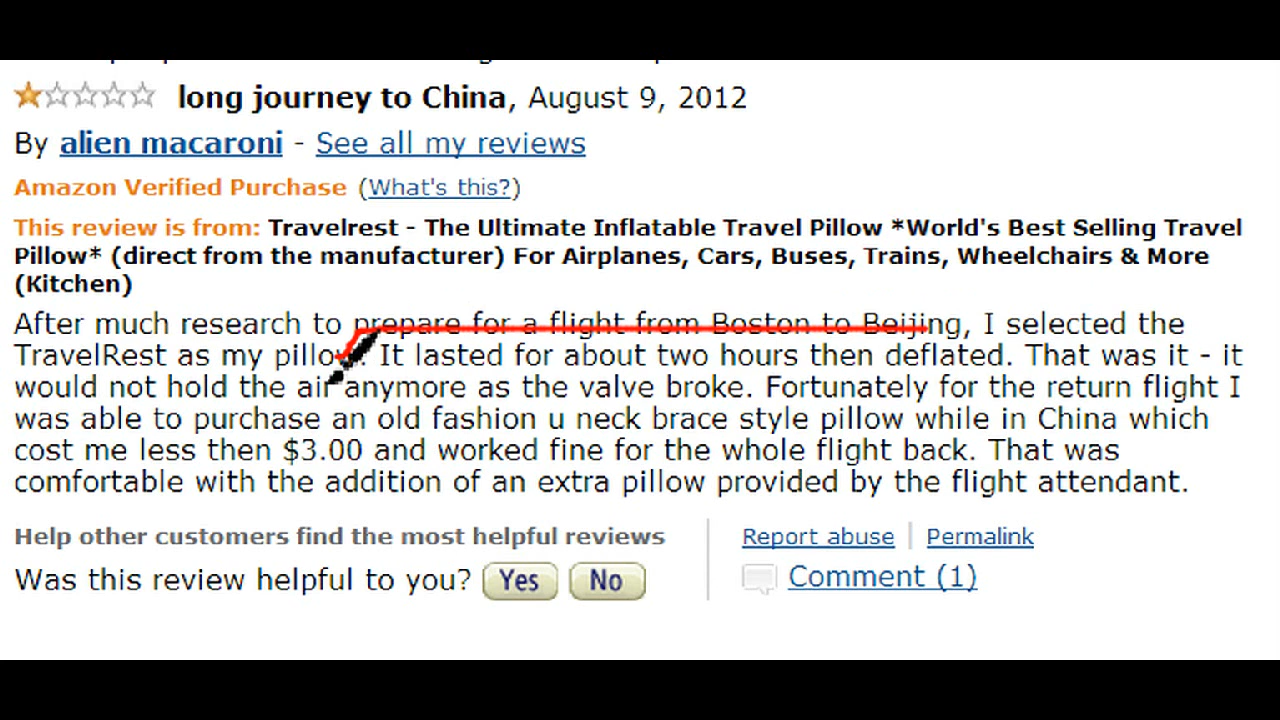 long journey to China, August 9, 2012
By alien macaroni - See all my reviews
Amazon Verified Purchase (What's this?)
This review is from: Travelrest - The Ultimate Inflatable Travel Pillow *World's Best Selling Travel
Pillow* (direct from the manufacturer) For Airplanes, Cars, Buses, Trains, Wheelchairs & More
(Kitchen)
After much research to prepare for a flight from Boston to Beijing, I selected the
TravelRest as my pillow. It lasted for about two hours then deflated. That was it - it
would not hold the air anymore as the valve broke. Fortunately for the return flight I
was able to purchase an old fashion u neck brace style pillow while in China which
cost me less then $3.00 and worked fine for the whole flight back. That was
comfortable with the addition of an extra pillow provided by the flight attendant.
Help other customers find the most helpful reviews
Was this review helpful to you? Yes No
Report abuse | Permalink
Comment (1)